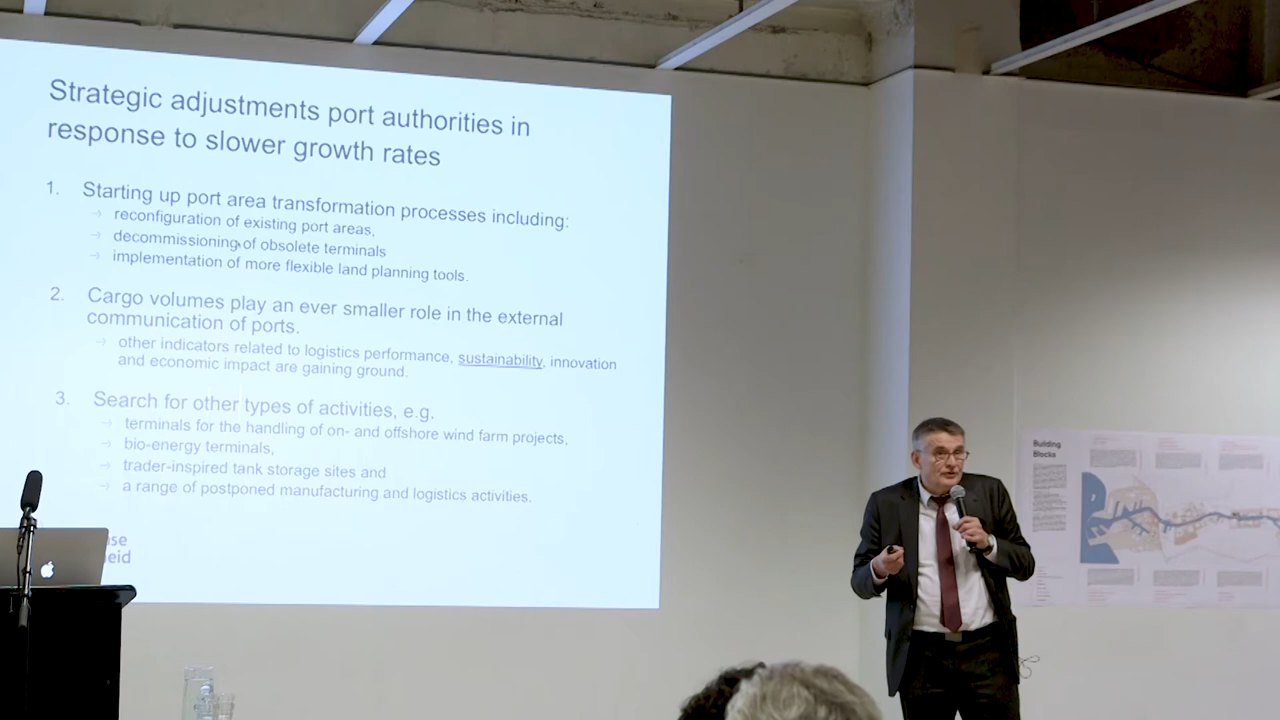 Strategic adjustments port authorities in
response to slower growth rates
1. Starting up port area transformation processes including:
→ reconfiguration of existing port areas,
→ decommissioning of obsolete terminals
→ implementation of more flexible land planning tools.
2. Cargo volumes play an ever smaller role in the external
communication of ports.
→ other indicators related to logistics performance, sustainability, innovation
and economic impact are gaining ground.
3. Search for other types of activities, e.g.
→ terminals for the handling of on- and offshore wind farm projects,
→ bio-energy terminals,
→ trader-inspired tank storage sites and
→ a range of postponed manufacturing and logistics activities.
Building
Blocks